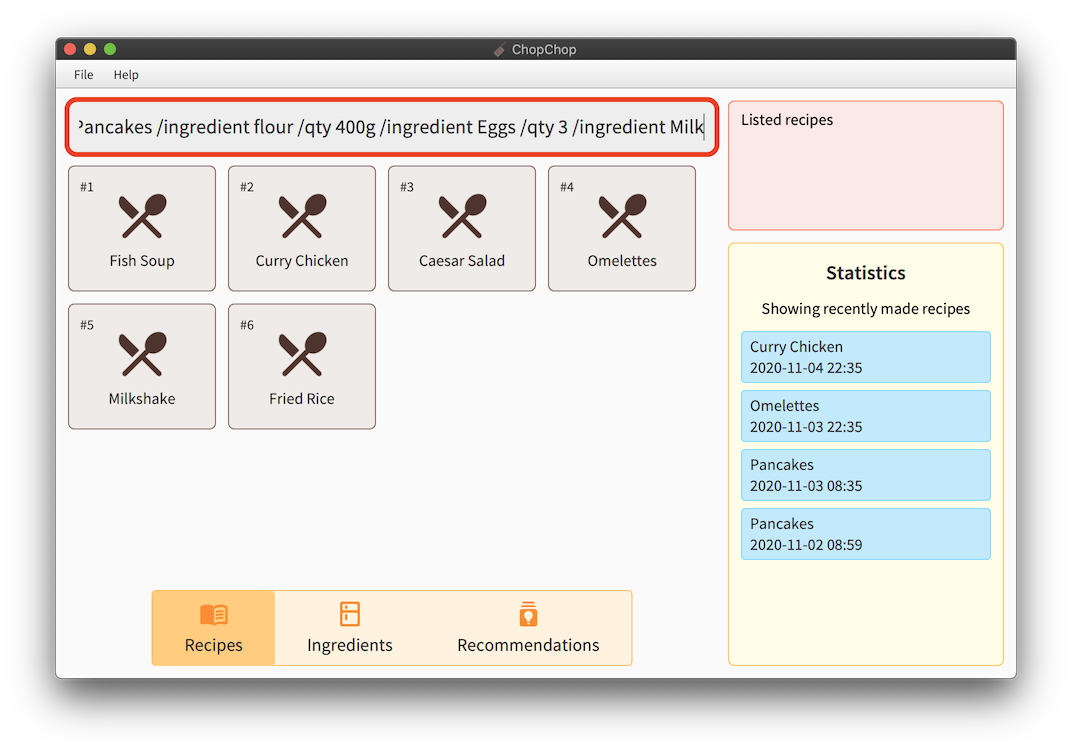 ChopChop
File Help
Pancakes /ingredient flour /qty 400g /ingredient Eggs /qty 3 /ingredient Milk
Listed recipes
#1
Fish Soup
#2
Curry Chicken
#3
Caesar Salad
#4
Omelettes
#5
Milkshake
#6
Fried Rice
Statistics
Showing recently made recipes
Curry Chicken
2020-11-04 22:35
Omelettes
2020-11-03 22:35
Pancakes
2020-11-03 08:35
Pancakes
2020-11-02 08:59
Recipes
Ingredients
Recommendations